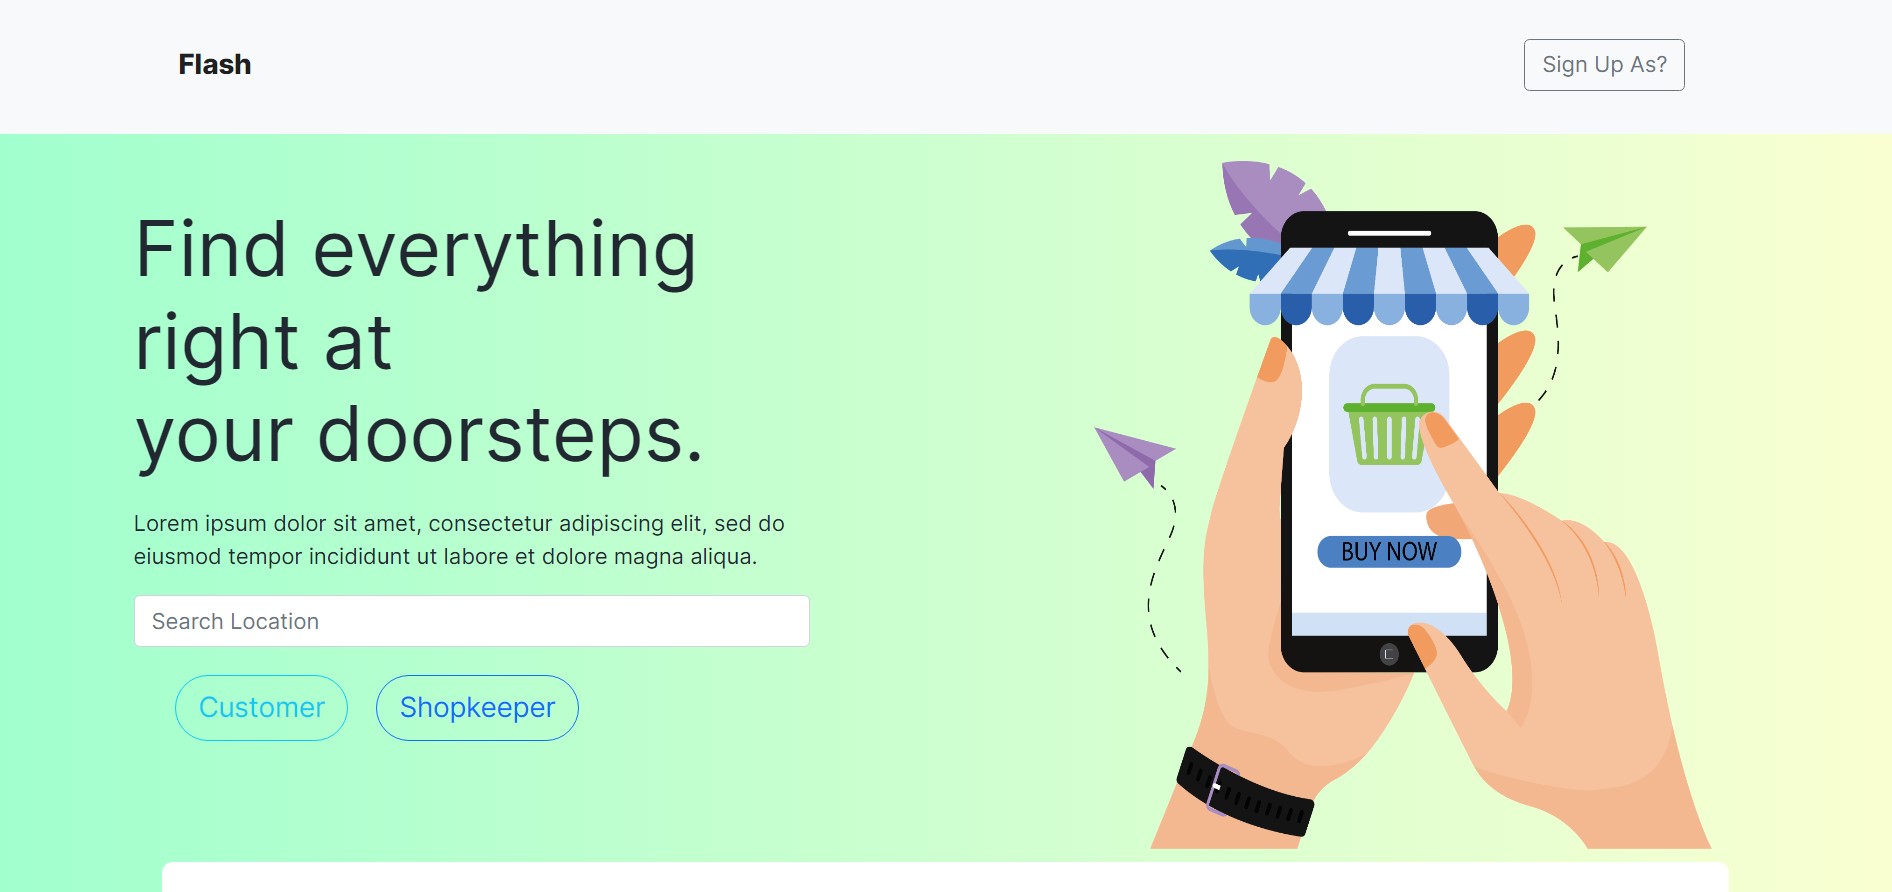 Flash
Sign Up As?
Find everything
right at
your doorsteps.
Lorem ipsum dolor sit amet, consectetur adipiscing elit, sed do
eiusmod tempor incididunt ut labore et dolore magna aliqua.
Search Location
Customer
Shopkeeper
BUY NOW